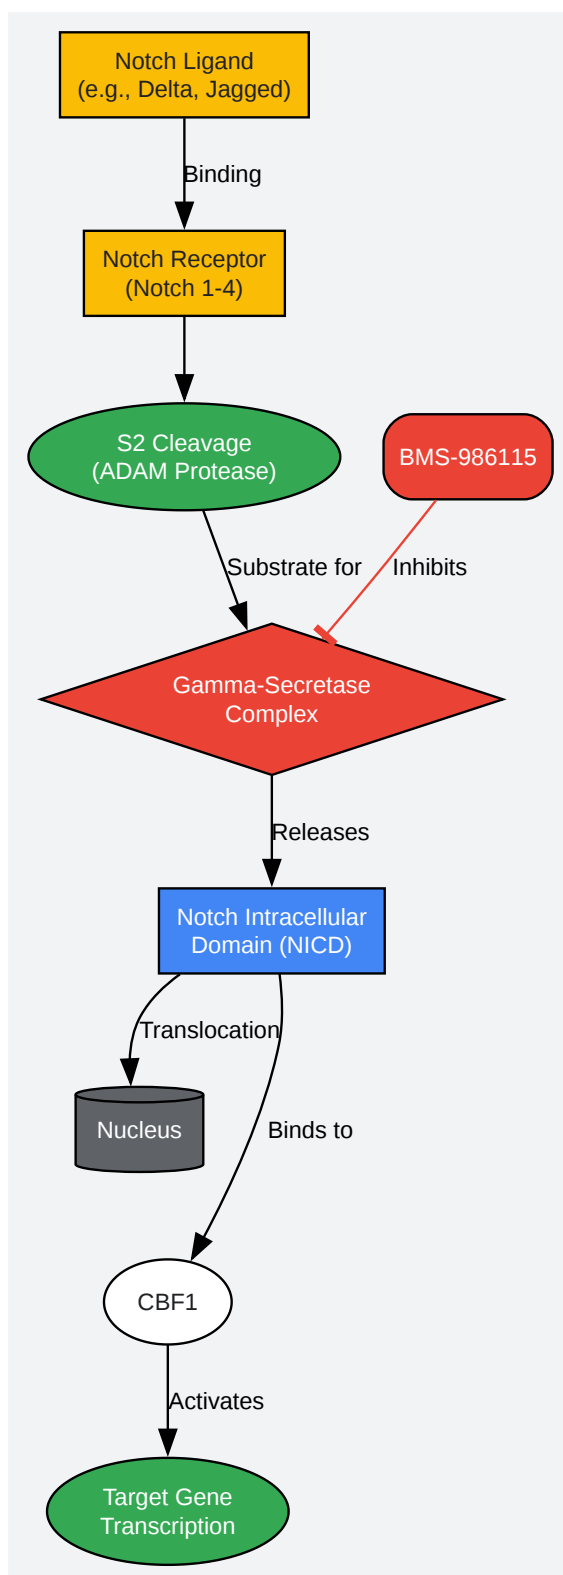 Notch Ligand
(e.g., Delta, Jagged)
Binding
Notch Receptor
(Notch 1-4)
S2 Cleavage
(ADAM Protease)
BMS-986115
Substrate for
Inhibits
Gamma-Secretase
Complex
Releases
Notch Intracellular
Domain (NICD)
Translocation
Nucleus
Binds to
CBF1
Activates
Target Gene
Transcription